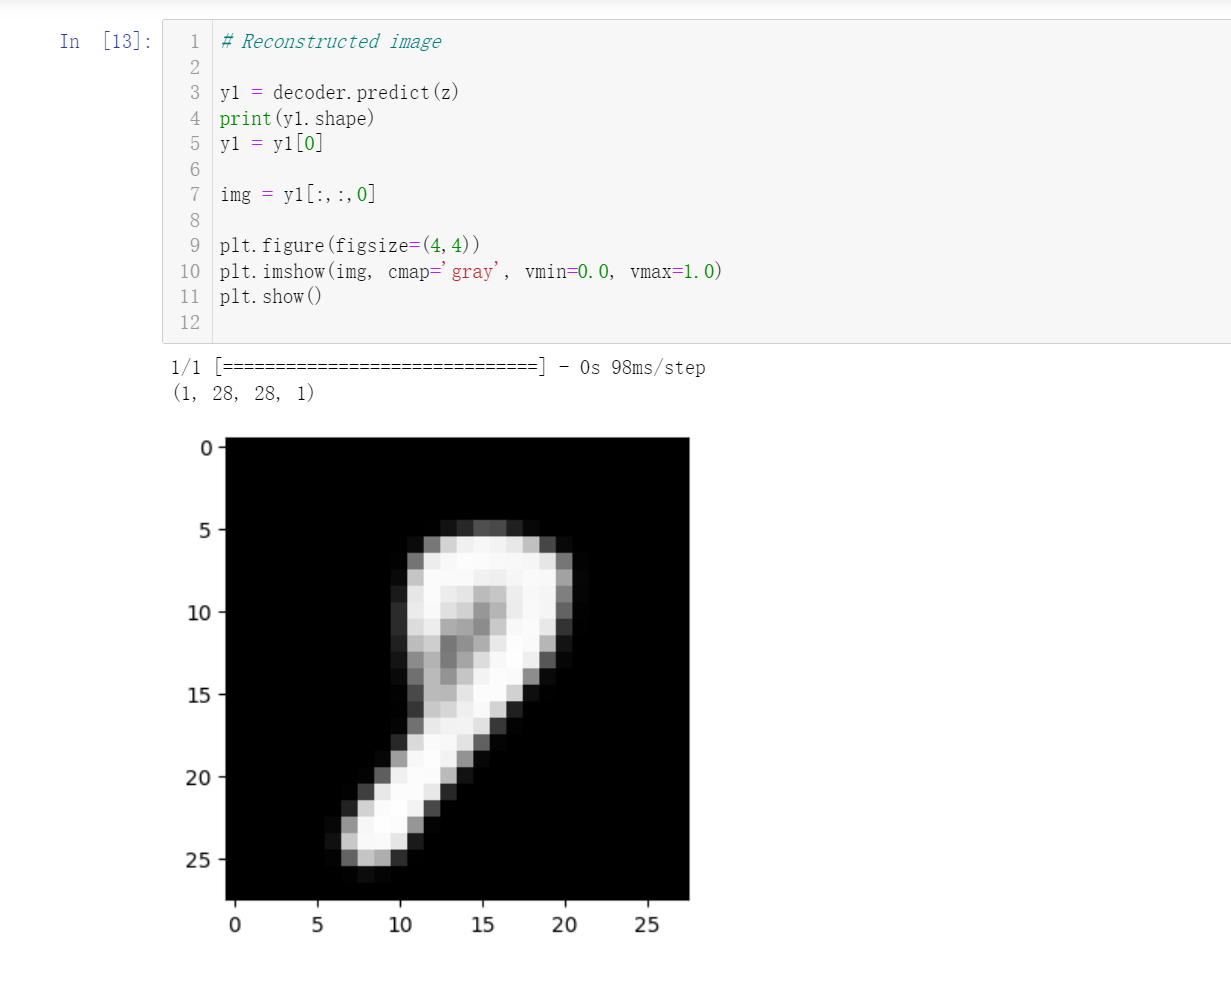 In [13]:
1 # Reconstructed image
2
3 y1 = decoder.predict(z)
4 print(y1.shape)
5 y1 = y1[0]
6
7 img = y1[:,:,0]
8
9 plt.figure(figsize=(4,4))
10 plt.imshow(img, cmap='gray', vmin=0.0, vmax=1.0)
11 plt.show()
12
1/1 [==============================] - 0s 98ms/step
(1, 28, 28, 1)
0
5
10
15
20
25
0 5 10 15 20 25